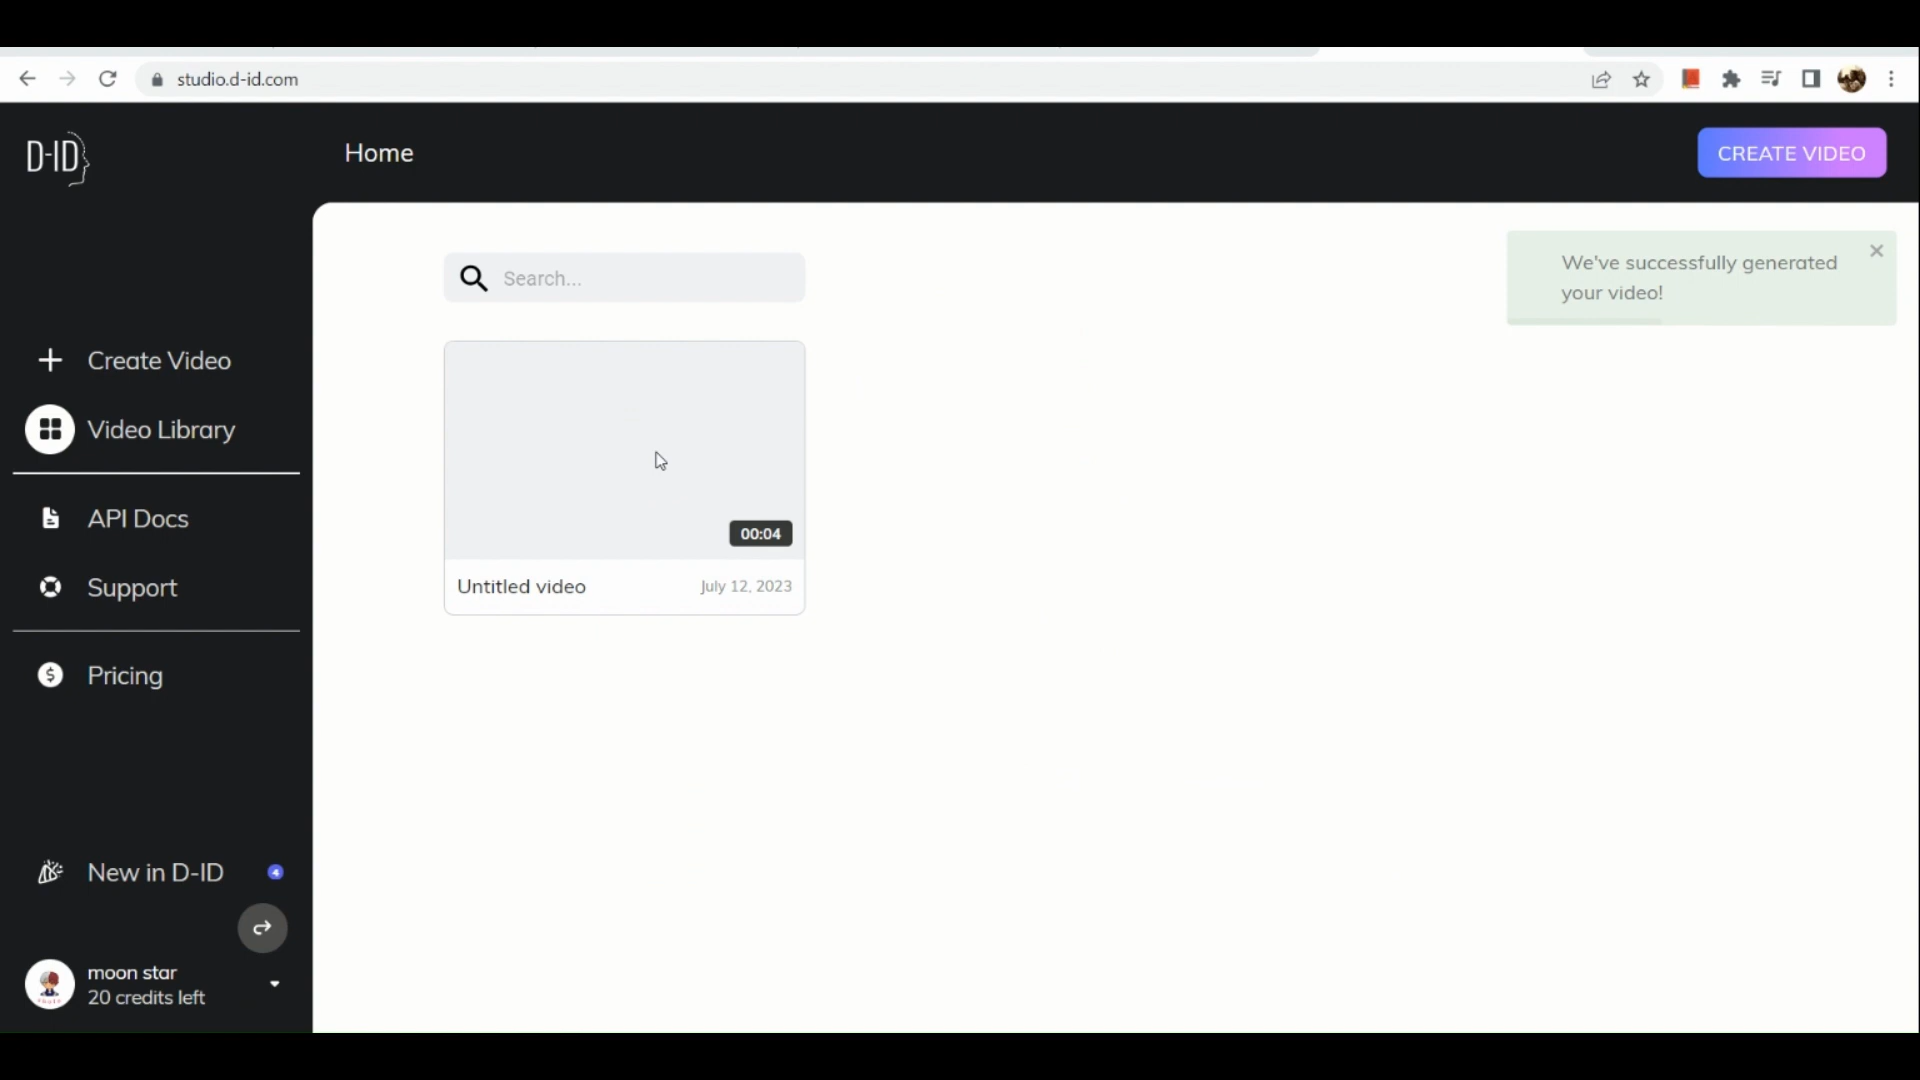 studio.d-id.com
D-ID
Home
CREATE VIDEO
We've successfully generated
your video!
Search...
Create Video
Video Library
00:04
Untitled video
July 12, 2023
API Docs
Support
Pricing
New in D-ID
4
moon star
20 credits left